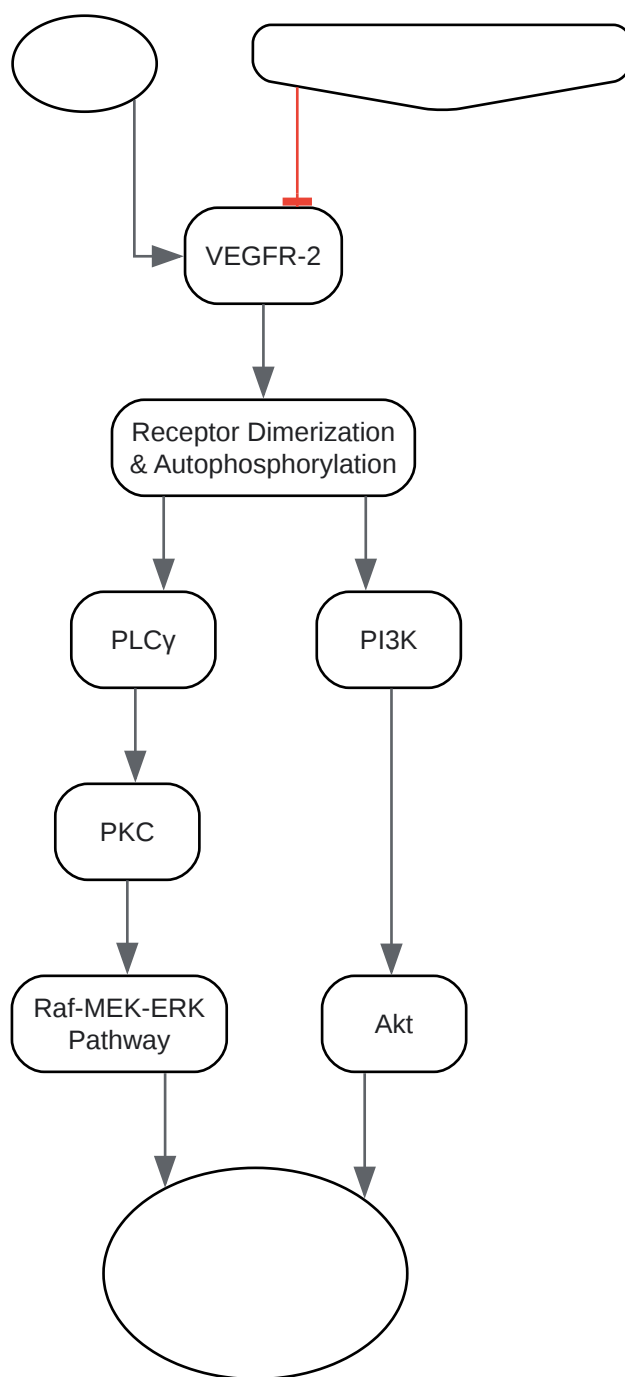 VEGFR-2
Receptor Dimerization
& Autophosphorylation
PLCγ
PI3K
PKC
Raf-MEK-ERK
Pathway
Akt